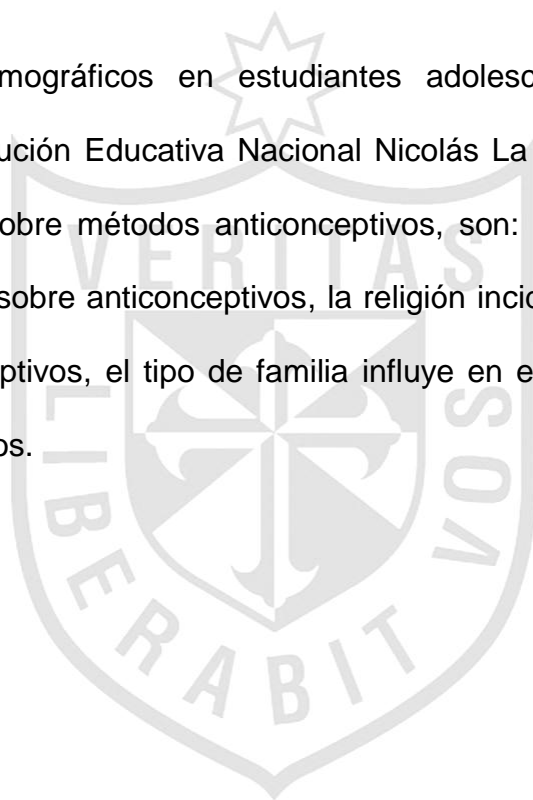 mográficos en estudiantes adolesc
ución Educativa Nacional Nicolás La
obre métodos anticonceptivos, son:
sobre anticonceptivos, la religión incid
ptivos, el tipo de familia influye en e
os.
VERITAS
LIBERABIT VOS